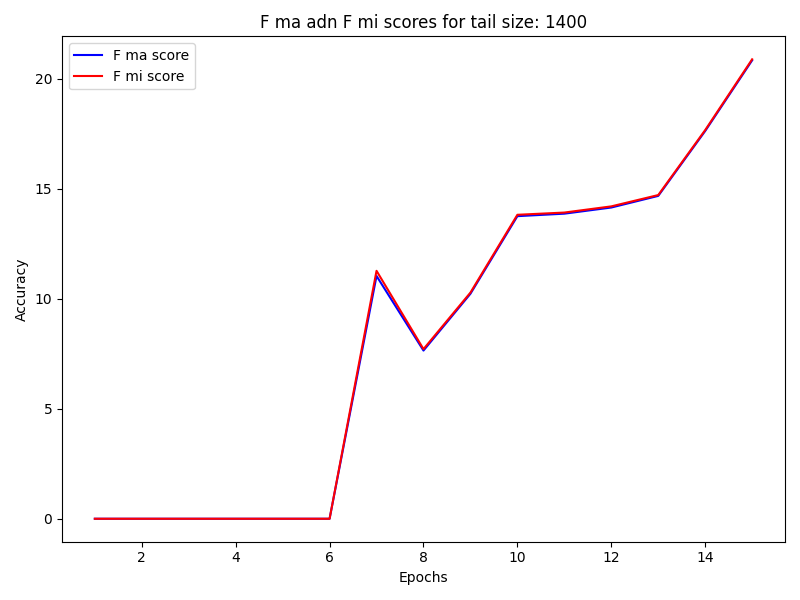 F ma adn F mi scores for tail size: 1400
F ma score
F mi score
20
15
10
5
0
Accuracy
2 4 6 8 10 12 14
Epochs